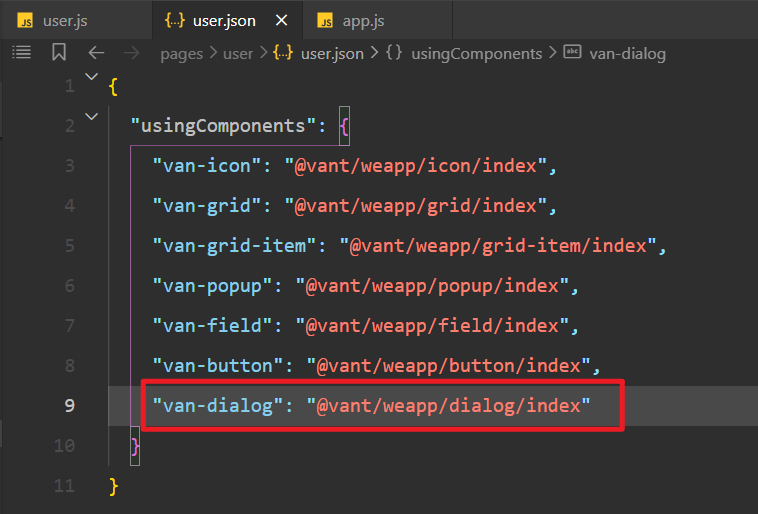 JS user.js {..} user.json × JS app.js
pages > user > {..} user.json > {} usingComponents > abc van-dialog
1 {
2 "usingComponents": {
3 "van-icon": "@vant/weapp/icon/index",
4 "van-grid": "@vant/weapp/grid/index",
5 "van-grid-item": "@vant/weapp/grid-item/index",
6 "van-popup": "@vant/weapp/popup/index",
7 "van-field": "@vant/weapp/field/index",
8 "van-button": "@vant/weapp/button/index",
9 "van-dialog": "@vant/weapp/dialog/index"
10 }
11 }